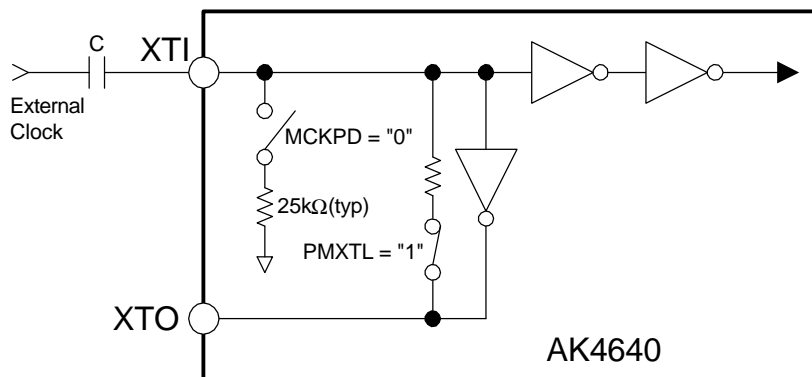 C
XTI
External
Clock
MCKPD = "0"
25kΩ(typ)
PMXTL = "1"
XTO
AK4640